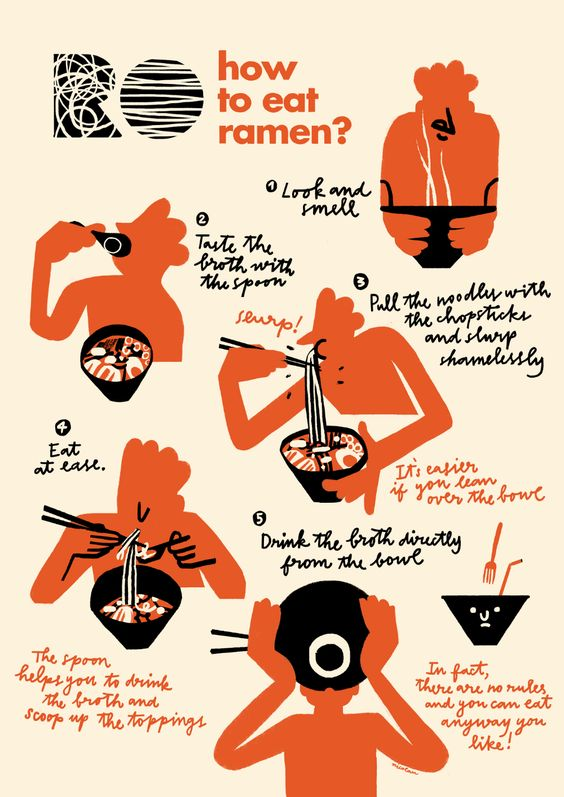 RO
how
to eat
ramen?
1 Look and
smell
2
Taste the
broth with
the spoon
3
Pull the noodles with
the chopsticks
and slurp
shamelessly
slurp!
It's easier
if you lean
over the bowl
4
Eat
at ease.
The spoon
helps you to drink
the broth and
scoop up the toppings
5
Drink the broth directly
from the bowl
In fact,
there are no rules
and you can eat
anyway you
like!